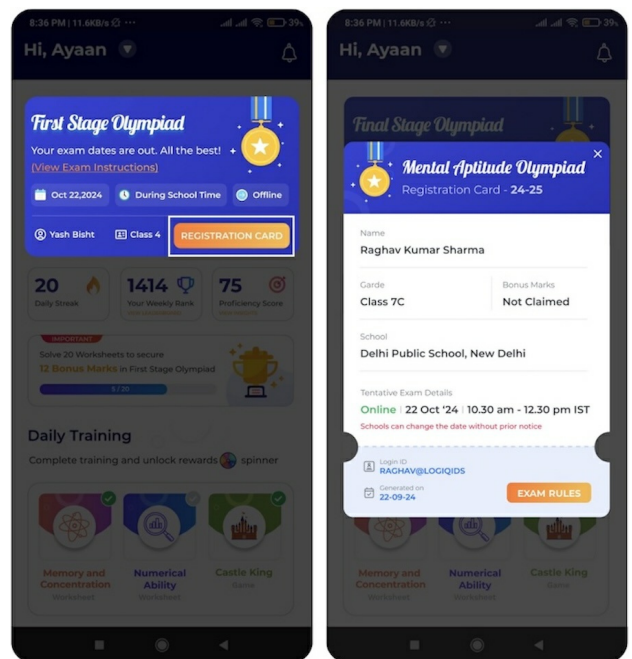 8:36 PM | 11.6KB/s
39%
Hi, Ayaan
First Stage Olympiad
Your exam dates are out. All the best!
(View Exam Instructions)
Oct 22,2024
During School Time
Offline
Yash Bisht
Class 4
REGISTRATION CARD
20
1414
75
Daily Streak
Your Weekly Rank
Proficiency Score
IMPORTANT
Solve 20 Worksheets to secure
12 Bonus Marks in First Stage Olympiad
5 / 20
Daily Training
Complete training and unlock rewards spinner
Memory and
Concentration
Worksheet
Numerical
Ability
Worksheet
Castle King
Game
8:36 PM | 11.6KB/s
39%
Hi, Ayaan
Final Stage Olympiad
Mental Aptitude Olympiad
Registration Card - 24-25
Name
Raghav Kumar Sharma
Garde
Class 7C
Bonus Marks
Not Claimed
School
Delhi Public School, New Delhi
Tentative Exam Details
Online | 22 Oct ‘24 | 10.30 am - 12.30 pm IST
Schools can change the date without prior notice
Login ID
RAGHAV@LOGIQIDS
Generated on
22-09-24
EXAM RULES
Memory and
Concentration
Worksheet
Numerical
Ability
Worksheet
Castle King
Game